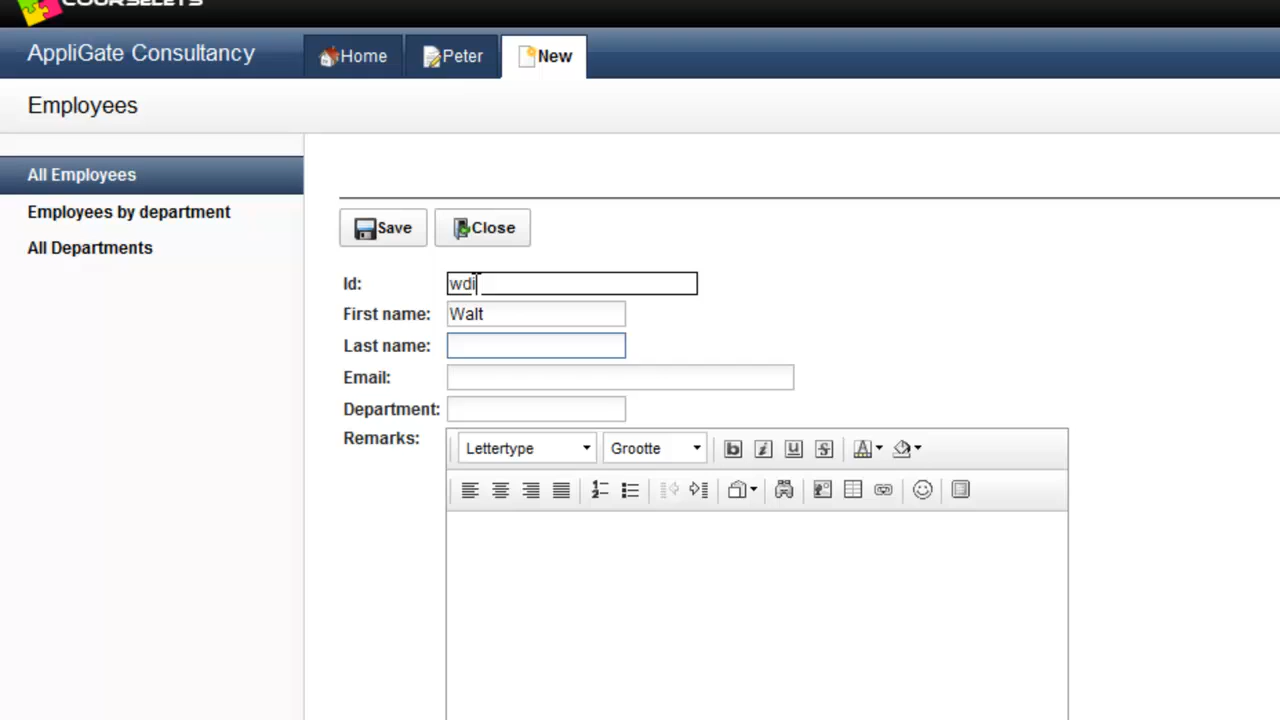 COURSELETS
AppliGate Consultancy
Home
Peter
New
Employees
All Employees
Employees by department
All Departments
Save
Close
Id: wdi
First name: Walt
Last name:
Email:
Department:
Remarks:
Lettertype
Grootte